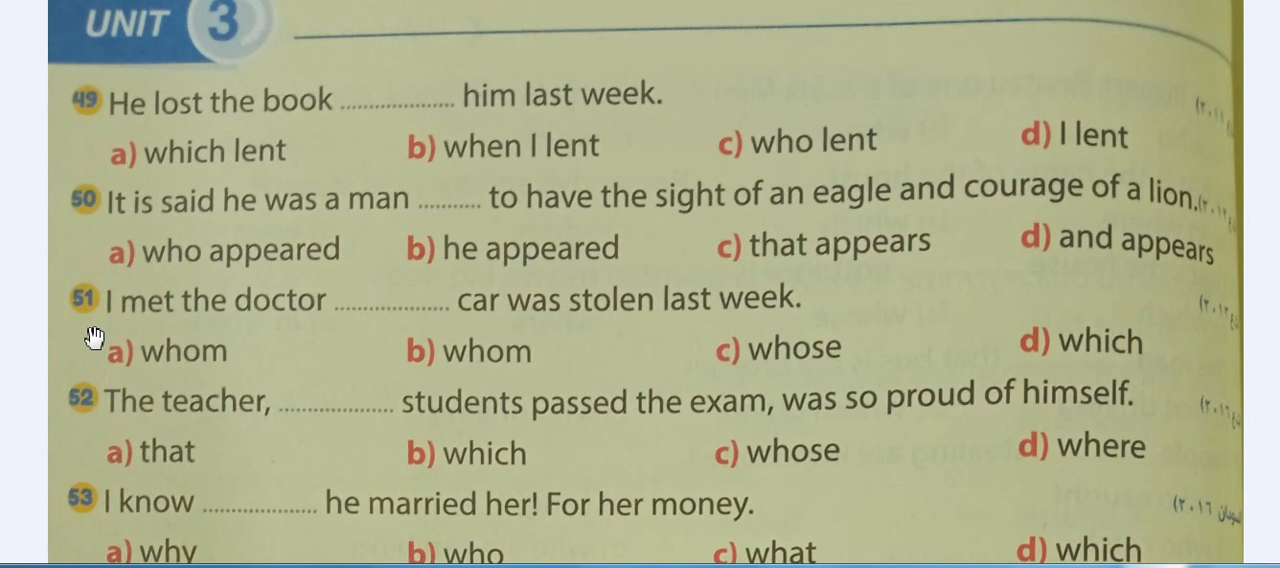 UNIT 3
49 He lost the book .................... him last week.
a) which lent b) when I lent c) who lent d) I lent
50 It is said he was a man ........... to have the sight of an eagle and courage of a lion.
a) who appeared b) he appeared c) that appears d) and appears
51 I met the doctor .................... car was stolen last week.
a) whom b) whom c) whose d) which
52 The teacher, .................... students passed the exam, was so proud of himself.
a) that b) which c) whose d) where
53 I know .................... he married her! For her money.
a) why b) who c) what d) which